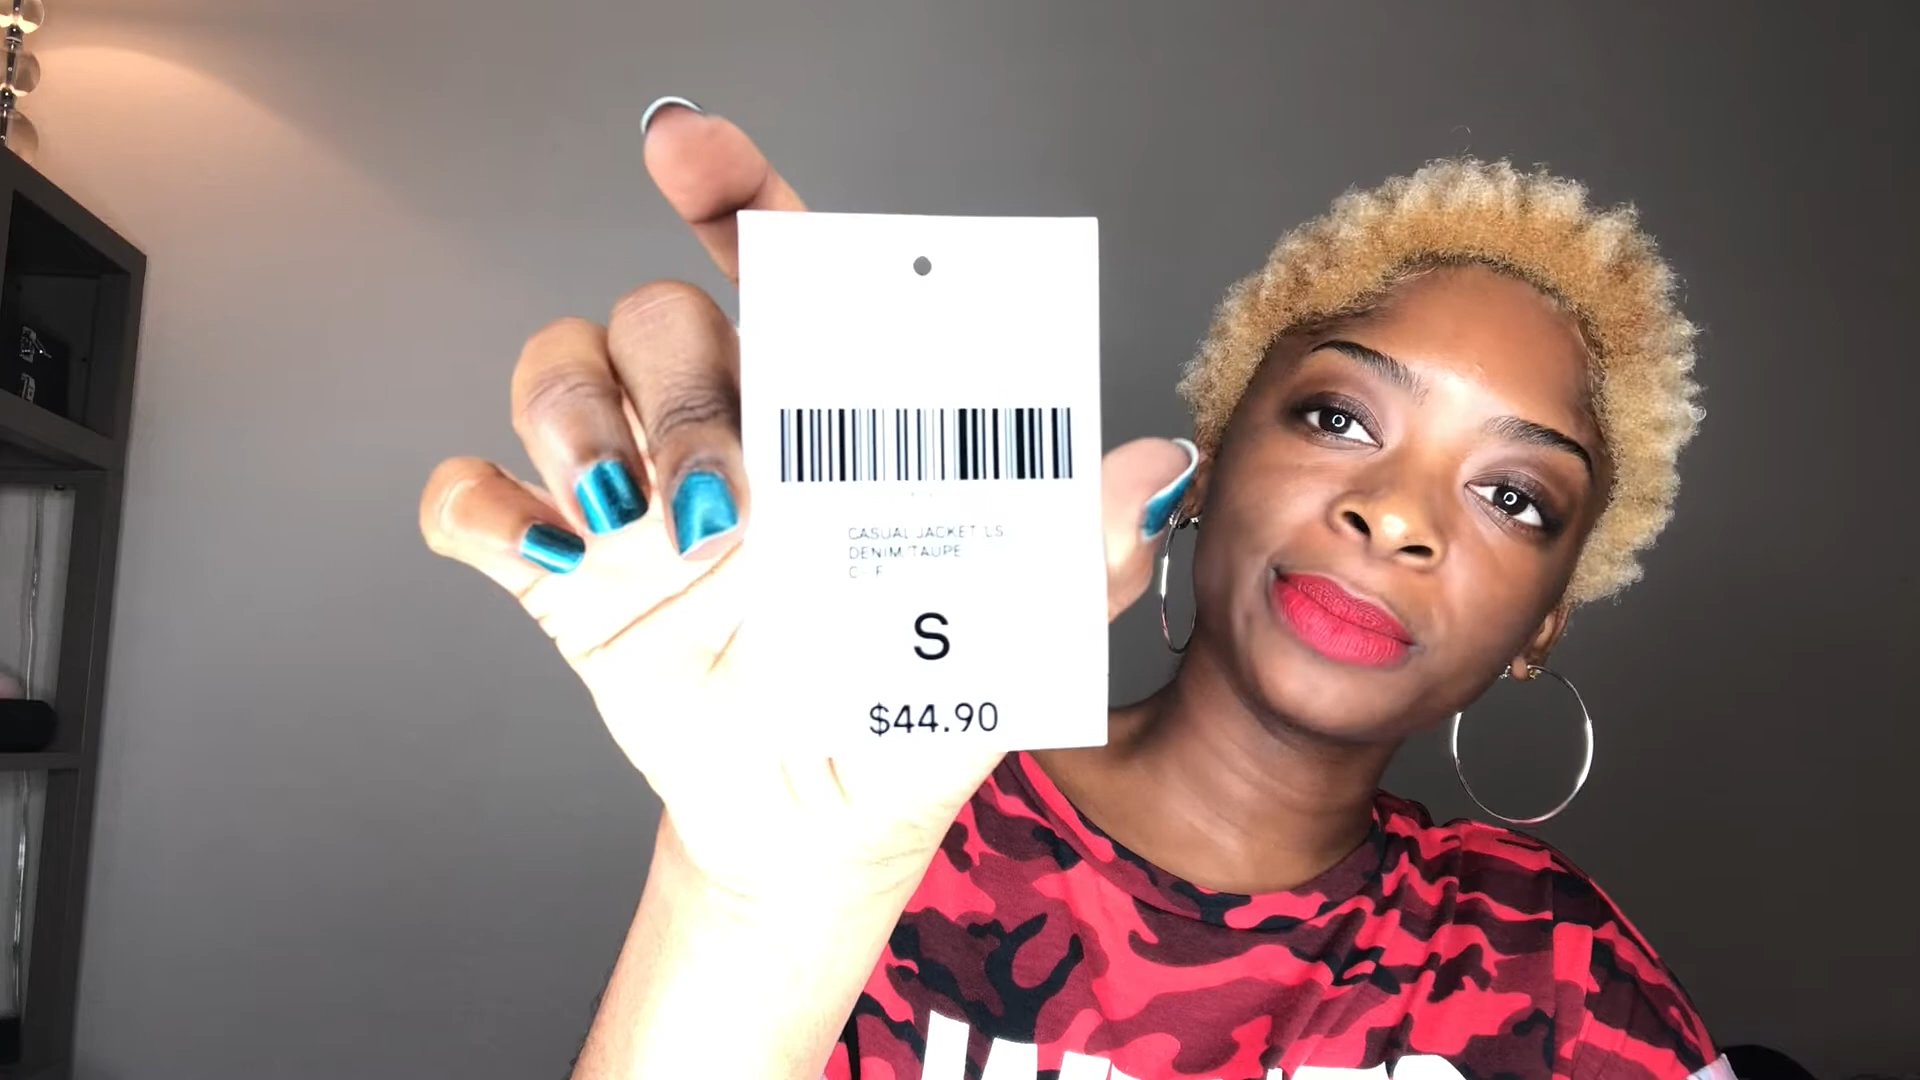 CASUAL JACKET LS
DENIM/TAUPE
C - F
S
$44.90